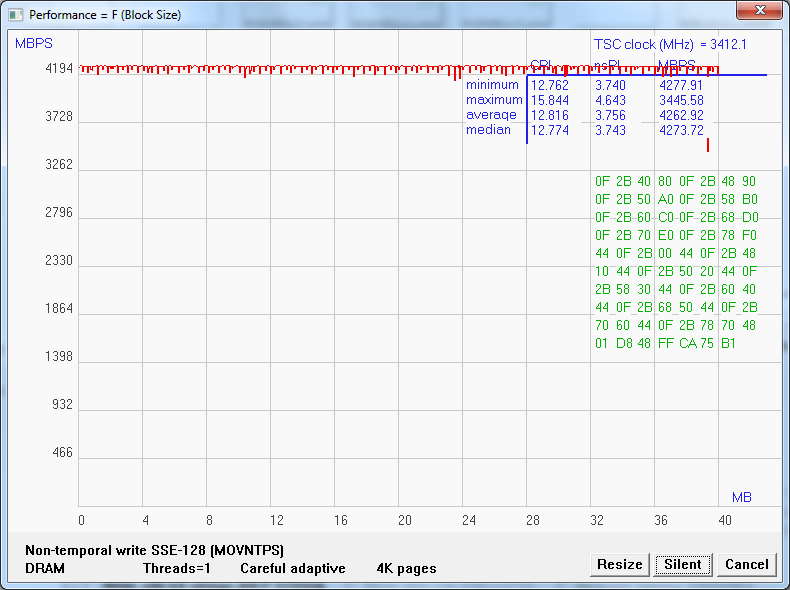 Performance = F (Block Size)
MBPS
TSC clock (MHz) = 3412.1
CPI nsPI MBPS
minimum 12.762 3.740 4277.91
maximum 15.844 4.643 3445.58
average 12.816 3.756 4262.92
median 12.774 3.743 4273.72
4194
3728
3262
2796
2330
1864
1398
932
466
0F 2B 40 80 0F 2B 48 90
0F 2B 50 A0 0F 2B 58 B0
0F 2B 60 C0 0F 2B 68 D0
0F 2B 70 E0 0F 2B 78 F0
44 0F 2B 00 44 0F 2B 48
10 44 0F 2B 50 20 44 0F
2B 58 30 44 0F 2B 60 40
44 0F 2B 68 50 44 0F 2B
70 60 44 0F 2B 78 70 48
01 D8 48 FF CA 75 B1
MB
0 4 8 12 16 20 24 28 32 36 40
Non-temporal write SSE-128 (MOVNTPS)
DRAM Threads=1 Careful adaptive 4K pages
Resize Silent Cancel